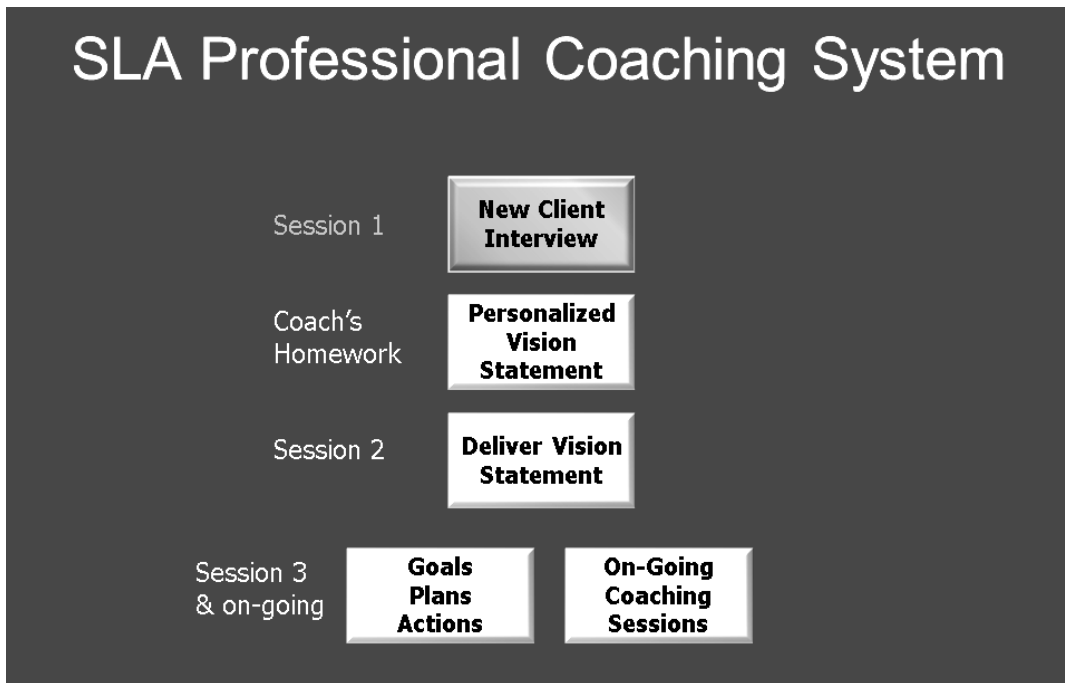 SLA Professional Coaching System
Session 1
New Client
Interview
Coach's
Homework
Personalized
Vision
Statement
Session 2
Deliver Vision
Statement
Session 3
& on-going
Goals
Plans
Actions
On-Going
Coaching
Sessions